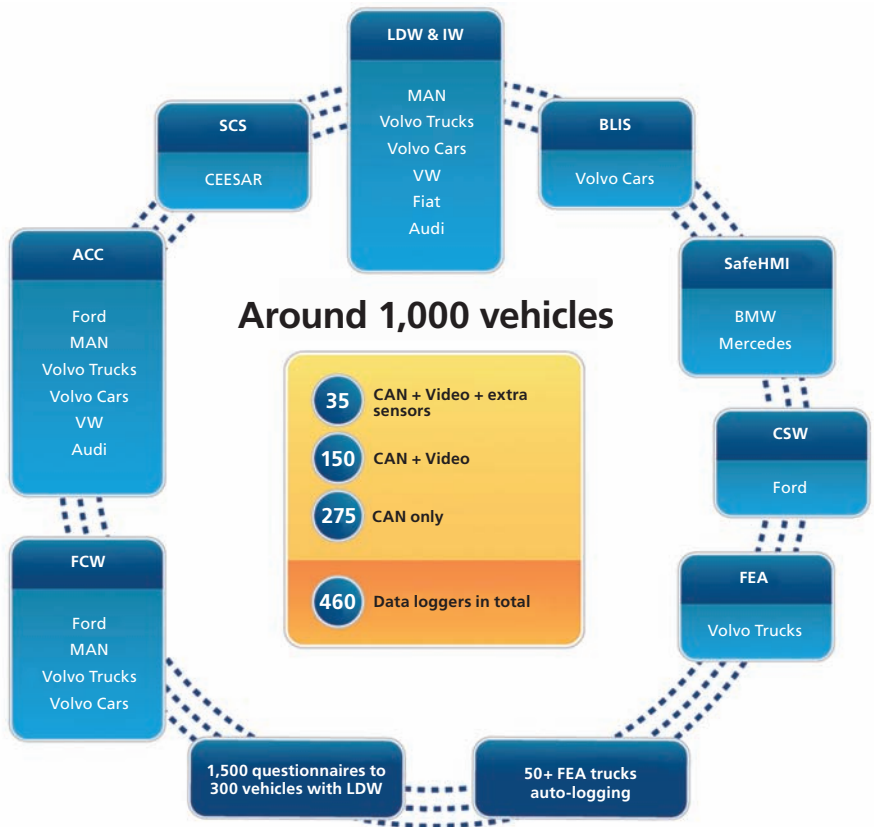 LDW & IW
MAN
Volvo Trucks
Volvo Cars
VW
Fiat
Audi
SCS
CEESAR
BLIS
Volvo Cars
ACC
Ford
MAN
Volvo Trucks
Volvo Cars
VW
Audi
SafeHMI
BMW
Mercedes
Around 1,000 vehicles
35 CAN + Video + extra
sensors
150 CAN + Video
275 CAN only
460 Data loggers in total
CSW
Ford
FCW
Ford
MAN
Volvo Trucks
Volvo Cars
FEA
Volvo Trucks
1,500 questionnaires to
300 vehicles with LDW
50+ FEA trucks
auto-logging